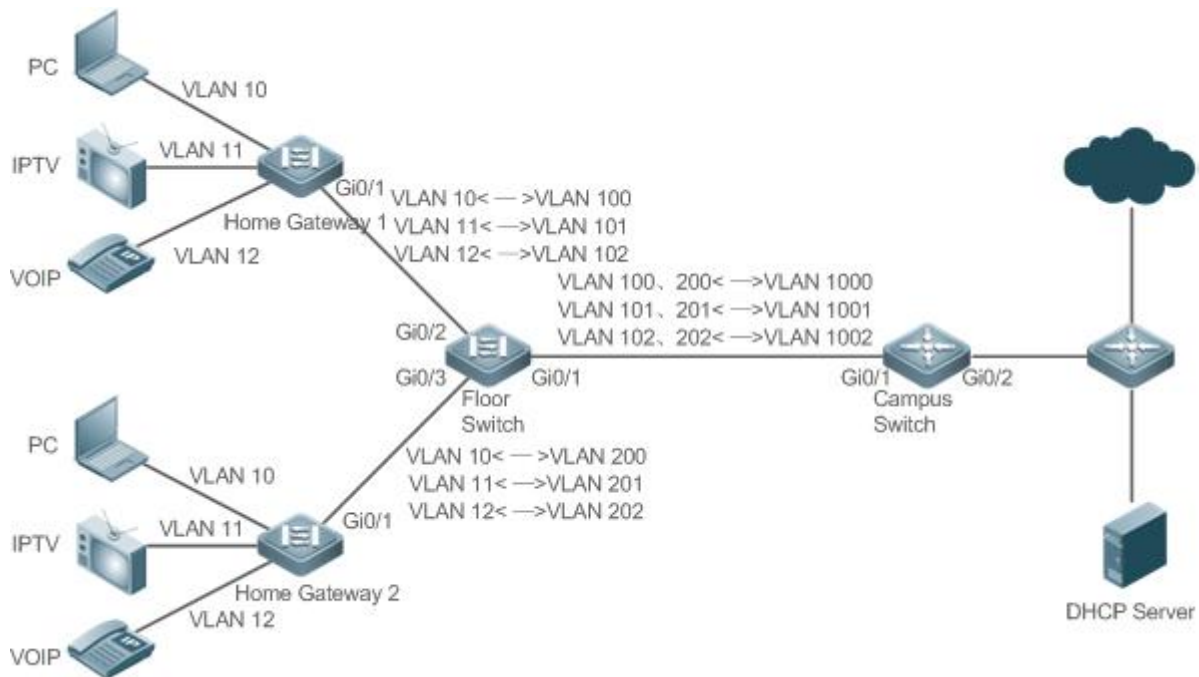 PC
VLAN 10
IPTV
VLAN 11
Gi0/1
Home Gateway 1
VOIP
VLAN 12
VLAN 10< — >VLAN 100
VLAN 11< —>VLAN 101
VLAN 12< —>VLAN 102
VLAN 100、200< —>VLAN 1000
VLAN 101、201< —>VLAN 1001
VLAN 102、202< —>VLAN 1002
Gi0/2
Gi0/3
Gi0/1
Floor
Switch
Gi0/1
Gi0/2
Campus
Switch
VLAN 10< — >VLAN 200
VLAN 11< —>VLAN 201
VLAN 12< —>VLAN 202
PC
VLAN 10
IPTV
VLAN 11
Gi0/1
Home Gateway 2
VLAN 12
VOIP
DHCP Server
IP
IP